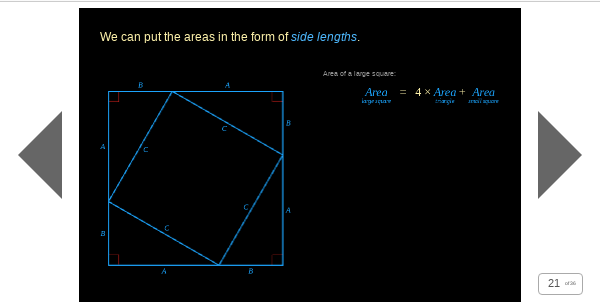 We can put the areas in the form of side lengths.
Area of a large square:
Area = 4 × Area + Area
large square triangle small square
B A
A C C B
B C C A
A B
21 of 36